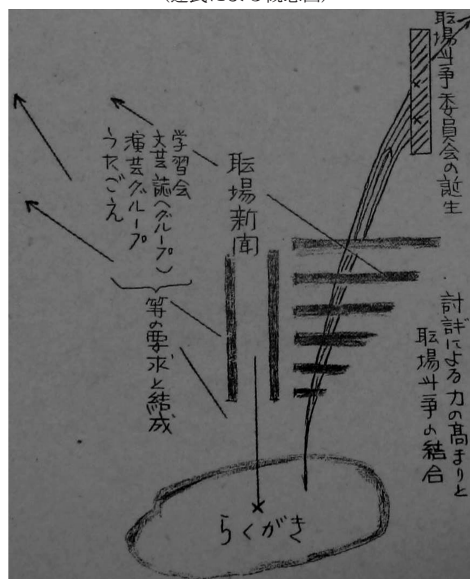 職場斗争委員会の誕生
職場新聞
学習会
文芸誌(グループ)
演芸グループ
うたごえ
等の要求と結成
討議による力の高まりと
職場斗争の結合
らくがき